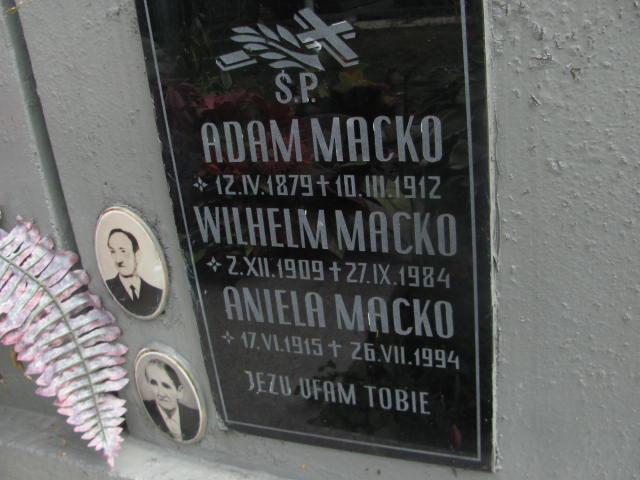 Ś.P.
ADAM MACKO
12.IV.1879 + 10.III.1912
WILHELM MACKO
2.XII.1909 + 27.IX.1984
ANIELA MACKO
17.VI.1915 + 26.VII.1994
JĘZU UFAM TOBIE